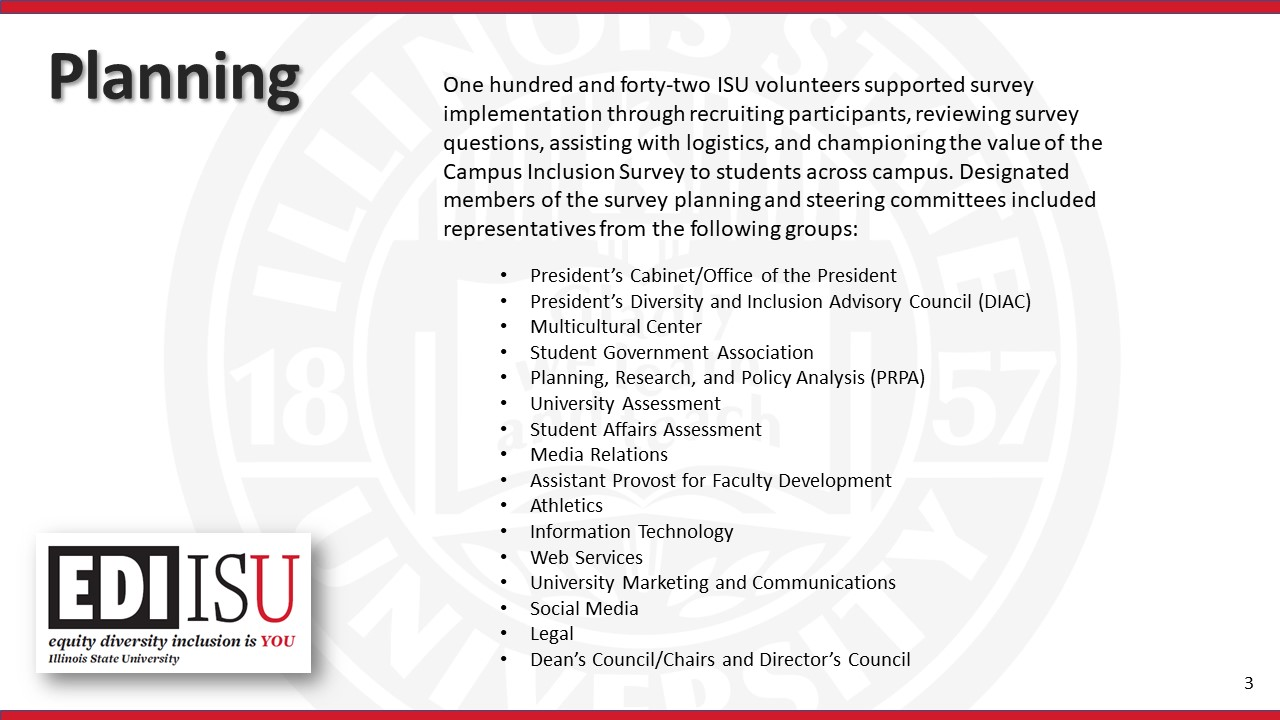 Planning
One hundred and forty-two ISU volunteers supported survey
implementation through recruiting participants, reviewing survey
questions, assisting with logistics, and championing the value of the
Campus Inclusion Survey to students across campus. Designated
members of the survey planning and steering committees included
representatives from the following groups:
• President’s Cabinet/Office of the President
• President’s Diversity and Inclusion Advisory Council (DIAC)
• Multicultural Center
• Student Government Association
• Planning, Research, and Policy Analysis (PRPA)
• University Assessment
• Student Affairs Assessment
• Media Relations
• Assistant Provost for Faculty Development
• Athletics
• Information Technology
• Web Services
• University Marketing and Communications
• Social Media
• Legal
• Dean’s Council/Chairs and Director’s Council
EDI ISU
equity diversity inclusion is YOU
Illinois State University
3
ILLINOIS STATE
18 57
UNIVERSITY